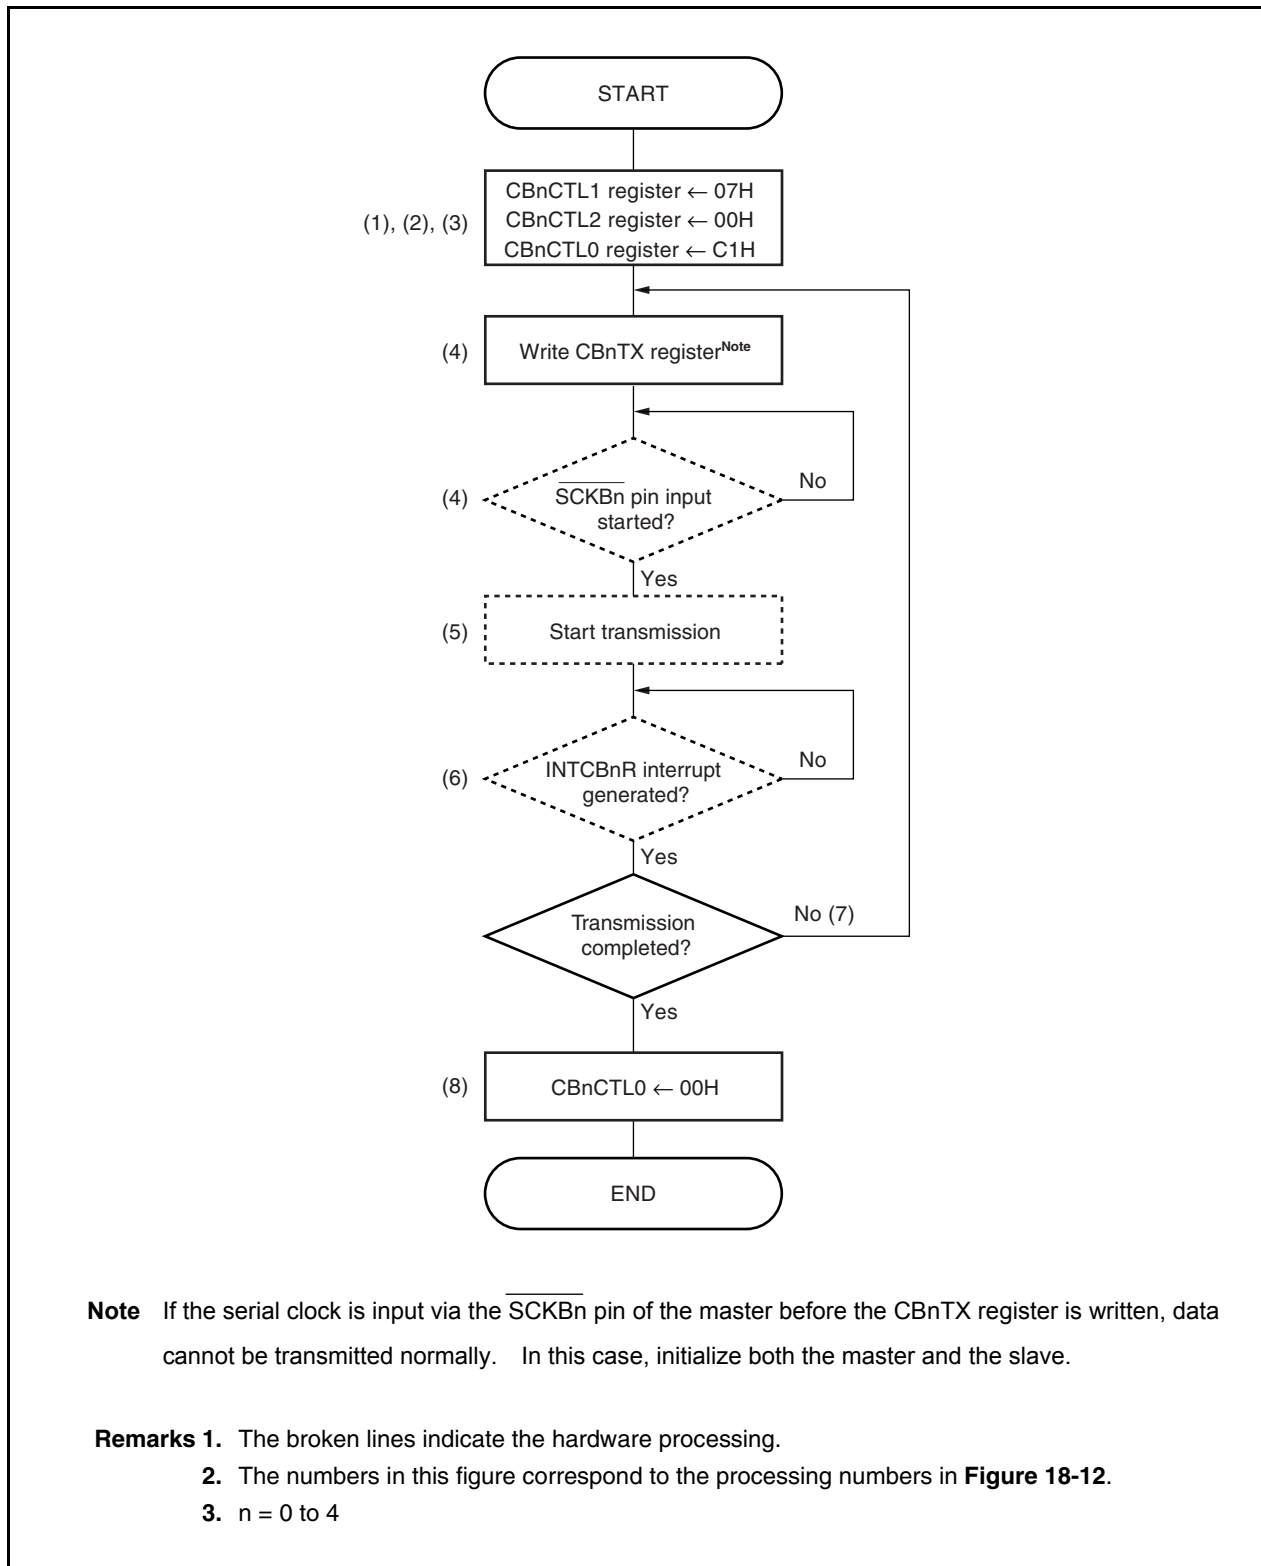 START
CBnCTL1 register ← 07H
CBnCTL2 register ← 00H
CBnCTL0 register ← C1H
(1), (2), (3)
(4)
Write CBnTX registerNote
(4)
SCKBn pin input
started?
No
Yes
(5)
Start transmission
(6)
INTCBnR interrupt
generated?
No
Yes
Transmission
completed?
No (7)
Yes
(8)
CBnCTL0 ← 00H
END
Note If the serial clock is input via the SCKBn pin of the master before the CBnTX register is written, data
cannot be transmitted normally. In this case, initialize both the master and the slave.
Remarks 1. The broken lines indicate the hardware processing.
2. The numbers in this figure correspond to the processing numbers in Figure 18-12.
3. n = 0 to 4